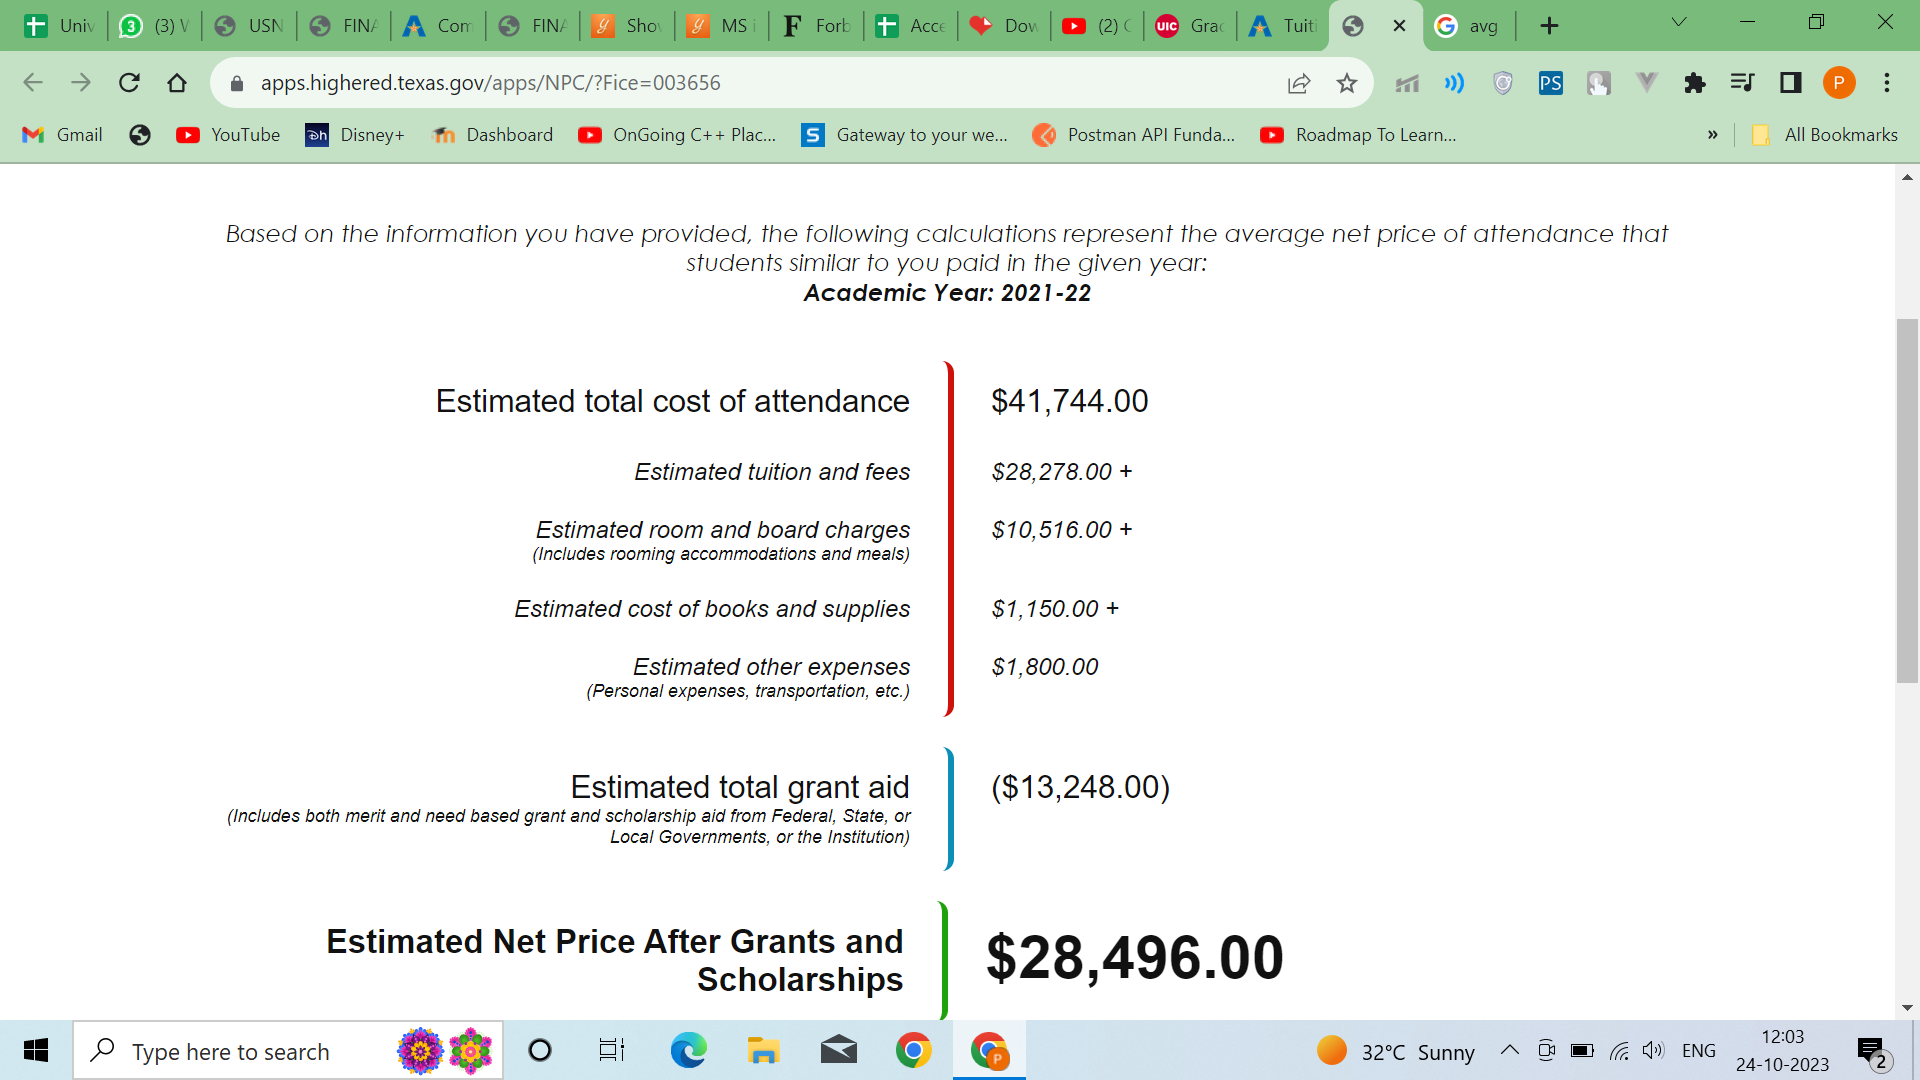 Univ
(3) V
USN
FINA
Com
FINA
Sho
MS i
Forb
Acce
Dow
(2) C
UIC Grac
Tuiti
avg
apps.highered.texas.gov/apps/NPC/?Fice=003656
PS
P
Gmail
YouTube
Disney+
Dashboard
OnGoing C++ Plac...
Gateway to your we...
Postman API Funda...
Roadmap To Learn...
»
All Bookmarks
Based on the information you have provided, the following calculations represent the average net price of attendance that
students similar to you paid in the given year:
Academic Year: 2021-22
Estimated total cost of attendance $41,744.00
Estimated tuition and fees $28,278.00 +
Estimated room and board charges $10,516.00 +
(Includes rooming accommodations and meals)
Estimated cost of books and supplies $1,150.00 +
Estimated other expenses $1,800.00
(Personal expenses, transportation, etc.)
Estimated total grant aid ($13,248.00)
(Includes both merit and need based grant and scholarship aid from Federal, State, or
Local Governments, or the Institution)
Estimated Net Price After Grants and
Scholarships
$28,496.00
Type here to search
32°C Sunny
ENG
12:03
24-10-2023
2